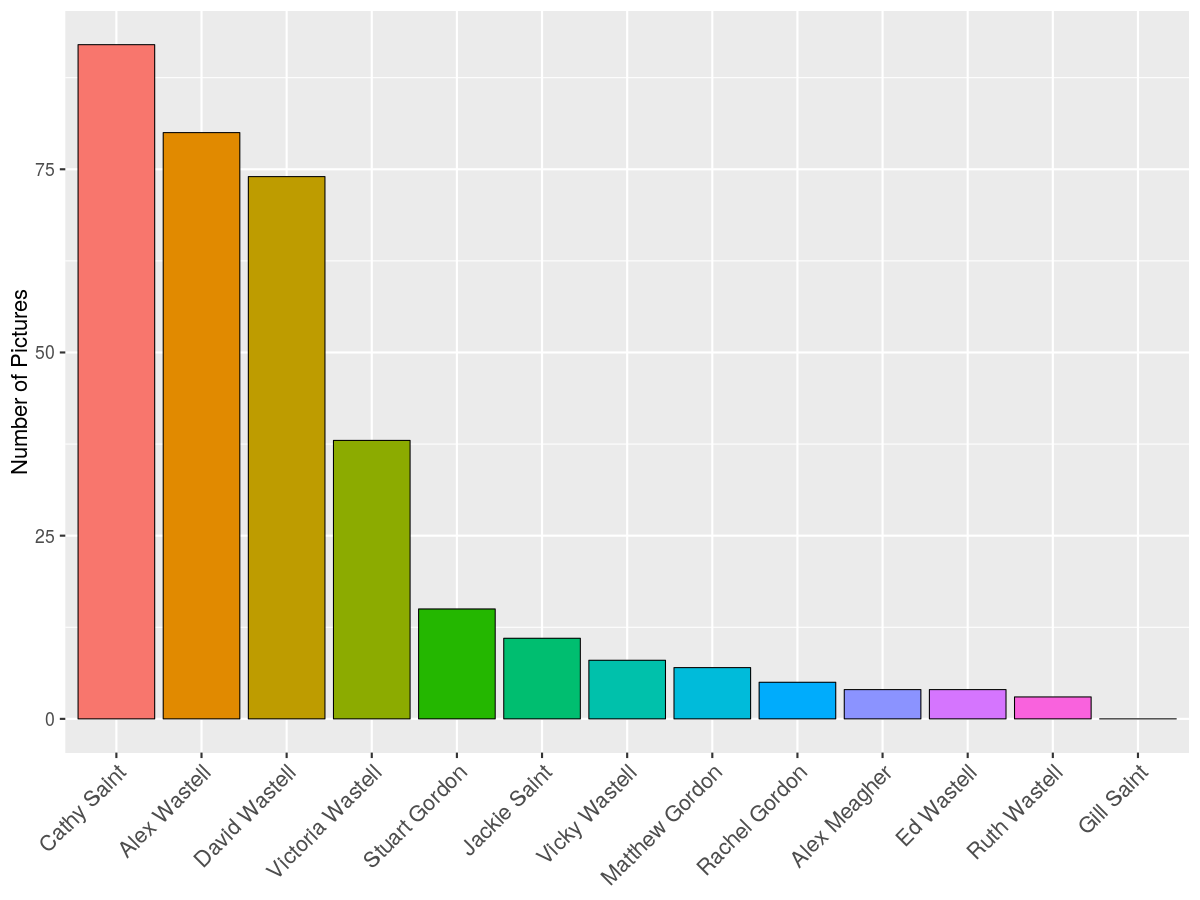 Number of Pictures
75
50
25
0
Cathy Saint
Alex Wastell
David Wastell
Victoria Wastell
Stuart Gordon
Jackie Saint
Vicky Wastell
Matthew Gordon
Rachel Gordon
Alex Meagher
Ed Wastell
Ruth Wastell
Gill Saint